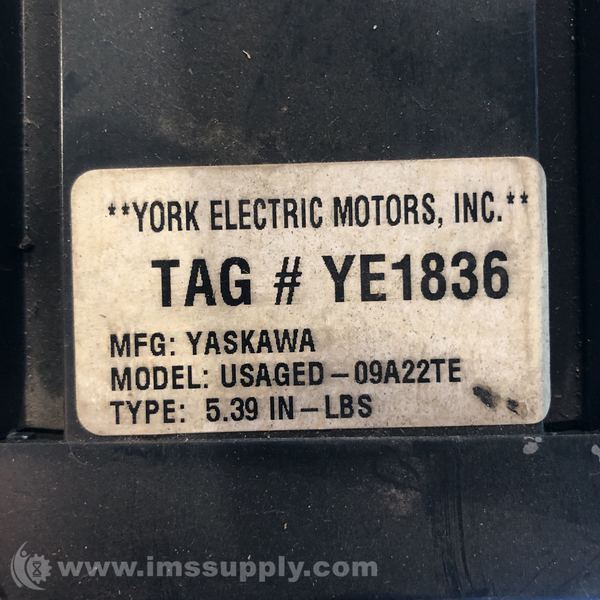 **YORK ELECTRIC MOTORS, INC.**
TAG # YE1836
MFG: YASKAWA
MODEL: USAGED-09A22TE
TYPE: 5.39 IN-LBS
www.imssupply.com